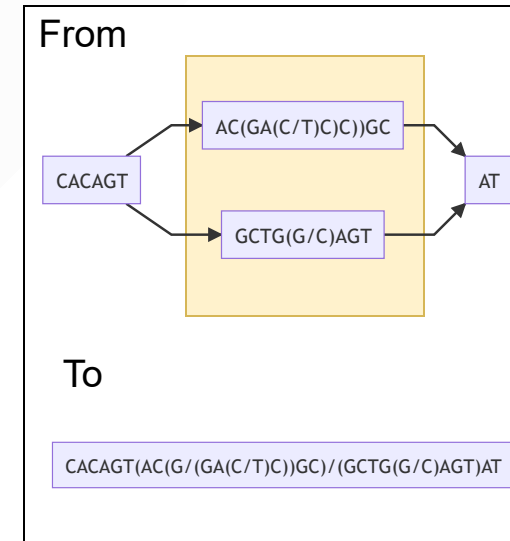 From
AC(GA(C/T)C)C))GC
CACAGT
AT
GCTG(G/C)AGT
To
CACAGT(AC(G/(GA(C/T)C))GC)/(GCTG(G/C)AGT)AT